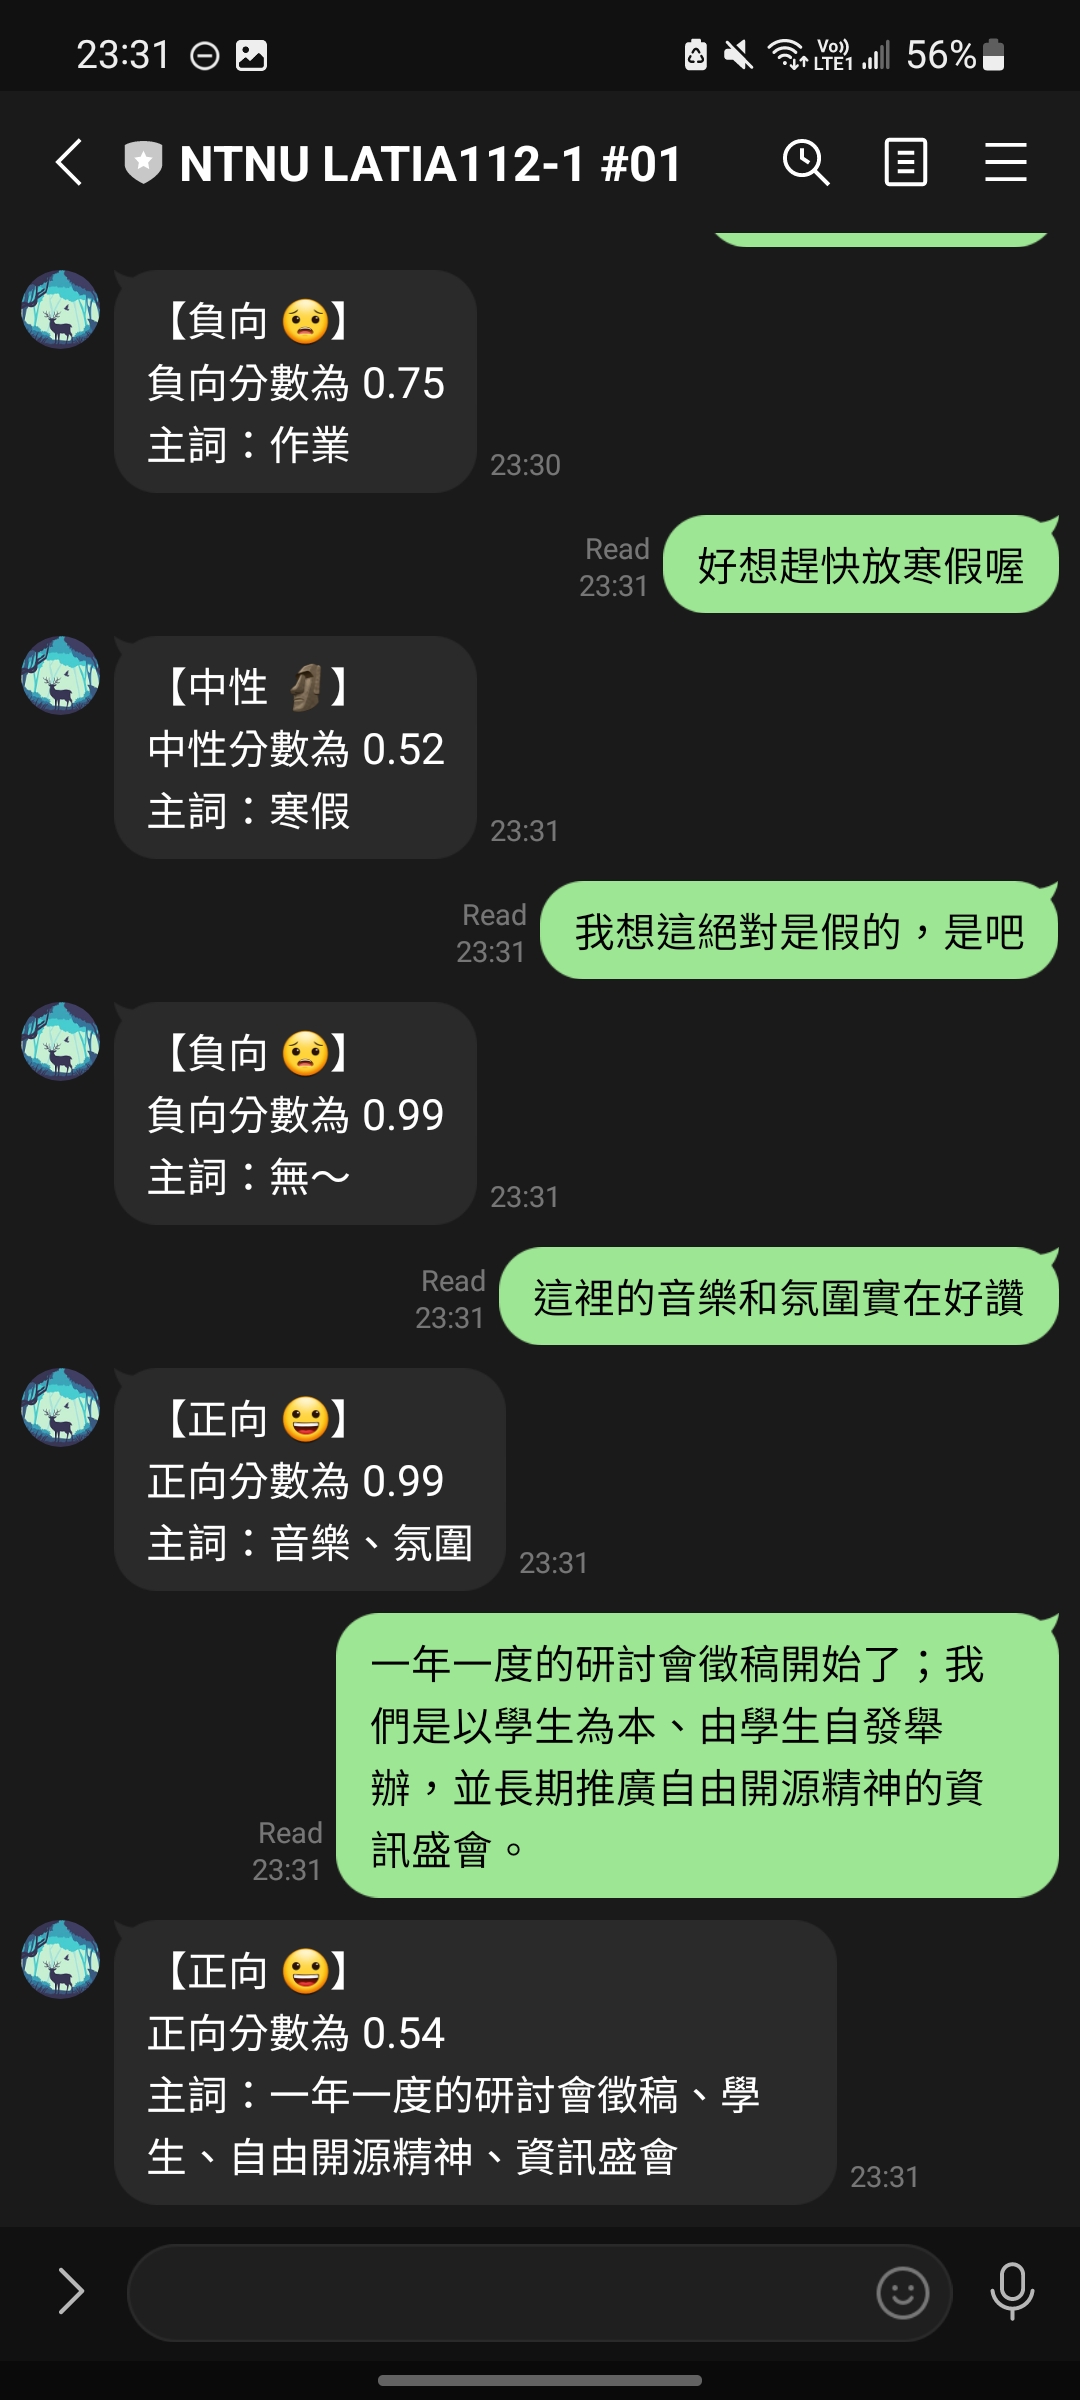 23:31
Vo))
LTE1
56%
NTNU LATIA112-1 #01
【負向 😟】
負向分數為 0.75
主詞：作業
23:30
Read
23:31
好想趕快放寒假喔
【中性 🗿】
中性分數為 0.52
主詞：寒假
23:31
Read
23:31
我想這絕對是假的，是吧
【負向 😟】
負向分數為 0.99
主詞：無～
23:31
Read
23:31
這裡的音樂和氛圍實在好讚
【正向 😀】
正向分數為 0.99
主詞：音樂、氛圍
23:31
一年一度的研討會徵稿開始了；我
們是以學生為本、由學生自發舉
辦，並長期推廣自由開源精神的資
訊盛會。
Read
23:31
【正向 😀】
正向分數為 0.54
主詞：一年一度的研討會徵稿、學
生、自由開源精神、資訊盛會
23:31